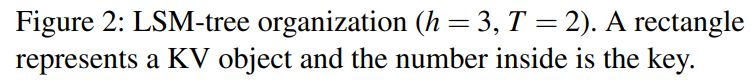 Figure 2: LSM-tree organization (h = 3, T = 2). A rectangle
represents a KV object and the number inside is the key.